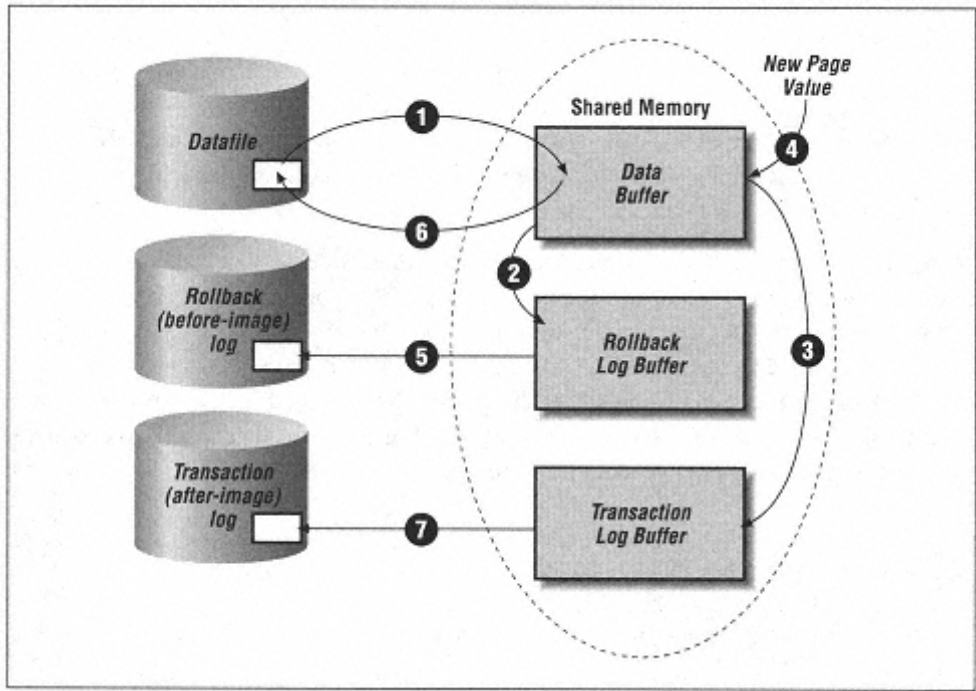 New Page
Value
Shared Memory
1
4
Datafile
Data
Buffer
6
2
Rollback
(before-image)
log
5
Rollback
Log Buffer
3
Transaction
(after-image)
log
7
Transaction
Log Buffer